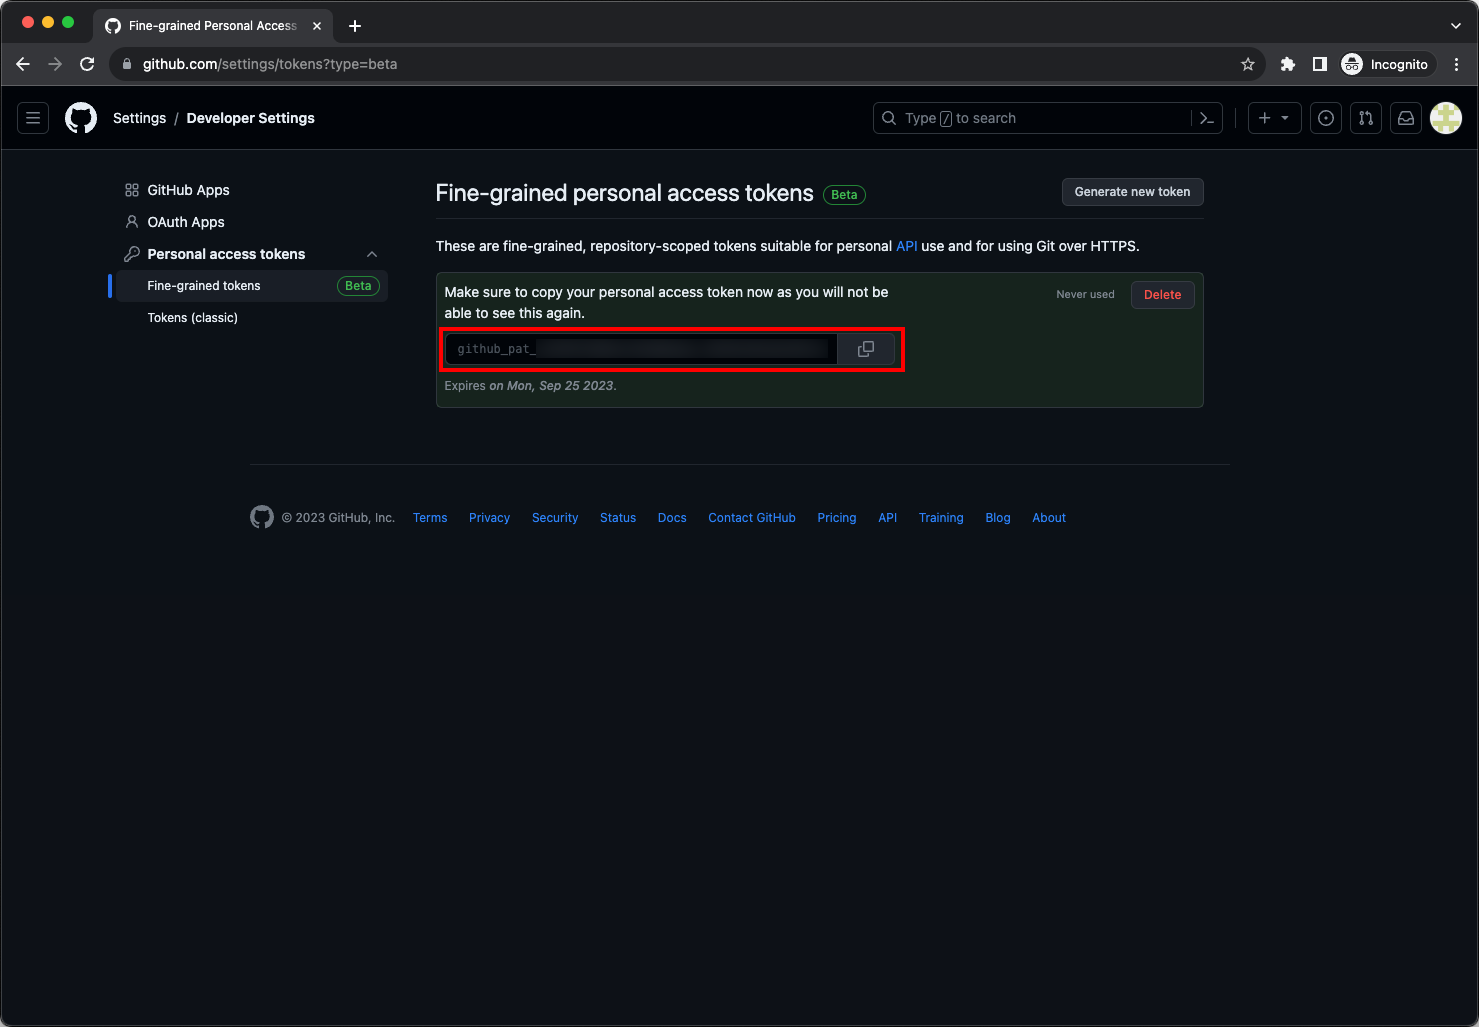 Fine-grained personal Access
github.com/settings/tokens?type=beta
Incognito
Settings / Developer Settings
Type / to search
GitHub Apps
OAuth Apps
Personal access tokens
Fine-grained tokens Beta
Tokens (classic)
Fine-grained personal access tokens Beta
Generate new token
These are fine-grained, repository-scoped tokens suitable for personal API use and for using Git over HTTPS.
Make sure to copy your personal access token now as you will not be
able to see this again.
Never used
Delete
github_pat_
Expires on Mon, Sep 25 2023.
© 2023 GitHub, Inc. Terms Privacy Security Status Docs Contact GitHub Pricing API Training Blog About